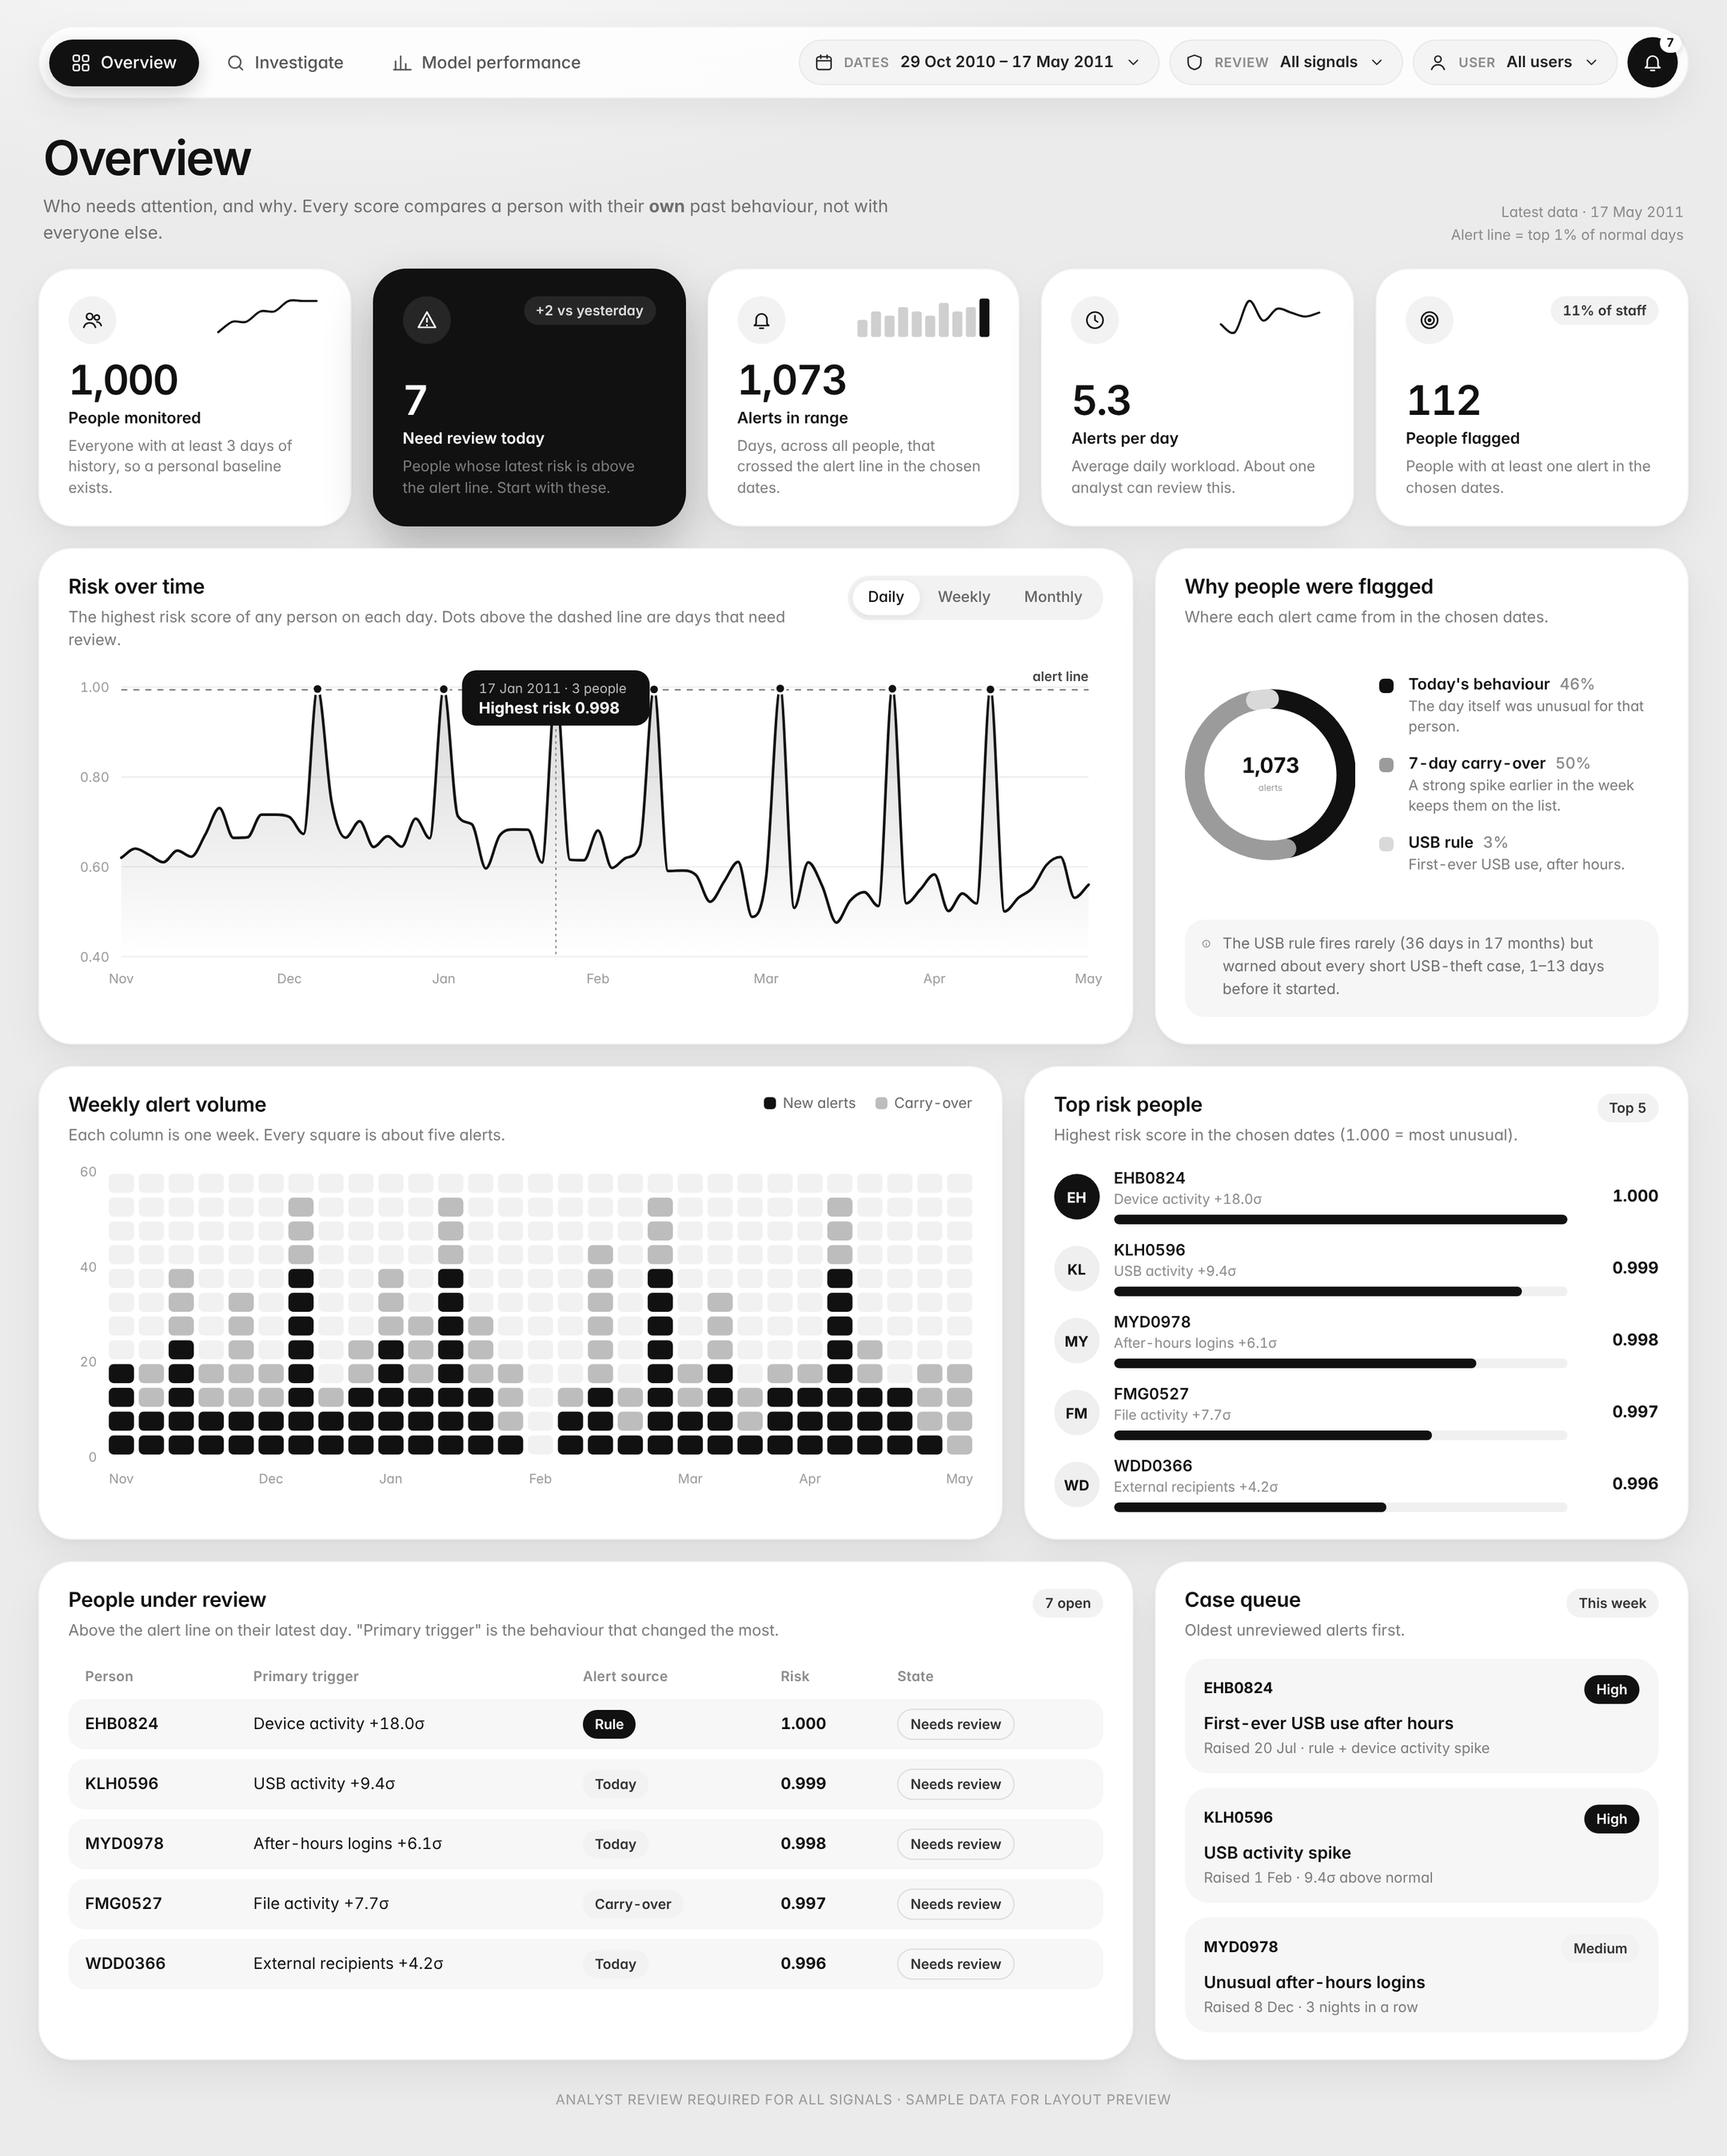 Overview
Investigate
Model performance
DATES 29 Oct 2010 – 17 May 2011
REVIEW All signals
USER All users
7
Overview
Who needs attention, and why. Every score compares a person with their own past behaviour, not with
everyone else.
Latest data · 17 May 2011
Alert line = top 1% of normal days
1,000
People monitored
Everyone with at least 3 days of
history, so a personal baseline
exists.
+2 vs yesterday
7
Need review today
People whose latest risk is above
the alert line. Start with these.
1,073
Alerts in range
Days, across all people, that
crossed the alert line in the chosen
dates.
5.3
Alerts per day
Average daily workload. About one
analyst can review this.
11% of staff
112
People flagged
People with at least one alert in the
chosen dates.
Risk over time
The highest risk score of any person on each day. Dots above the dashed line are days that need
review.
Daily
Weekly
Monthly
alert line
17 Jan 2011 · 3 people
Highest risk 0.998
1.00
0.80
0.60
0.40
Nov
Dec
Jan
Feb
Mar
Apr
May
Why people were flagged
Where each alert came from in the chosen dates.
1,073
alerts
Today's behaviour 46%
The day itself was unusual for that
person.
7-day carry-over 50%
A strong spike earlier in the week
keeps them on the list.
USB rule 3%
First-ever USB use, after hours.
The USB rule fires rarely (36 days in 17 months) but
warned about every short USB-theft case, 1–13 days
before it started.
Weekly alert volume
Each column is one week. Every square is about five alerts.
New alerts
Carry-over
60
40
20
0
Nov
Dec
Jan
Feb
Mar
Apr
May
Top risk people
Top 5
Highest risk score in the chosen dates (1.000 = most unusual).
EH
EHB0824
Device activity +18.0σ
1.000
KL
KLH0596
USB activity +9.4σ
0.999
MY
MYD0978
After-hours logins +6.1σ
0.998
FM
FMG0527
File activity +7.7σ
0.997
WD
WDD0366
External recipients +4.2σ
0.996
People under review
7 open
Above the alert line on their latest day. "Primary trigger" is the behaviour that changed the most.
Person Primary trigger Alert source Risk State
EHB0824 Device activity +18.0σ Rule 1.000 Needs review
KLH0596 USB activity +9.4σ Today 0.999 Needs review
MYD0978 After-hours logins +6.1σ Today 0.998 Needs review
FMG0527 File activity +7.7σ Carry-over 0.997 Needs review
WDD0366 External recipients +4.2σ Today 0.996 Needs review
Case queue
This week
Oldest unreviewed alerts first.
EHB0824
High
First-ever USB use after hours
Raised 20 Jul · rule + device activity spike
KLH0596
High
USB activity spike
Raised 1 Feb · 9.4σ above normal
MYD0978
Medium
Unusual after-hours logins
Raised 8 Dec · 3 nights in a row
ANALYST REVIEW REQUIRED FOR ALL SIGNALS · SAMPLE DATA FOR LAYOUT PREVIEW